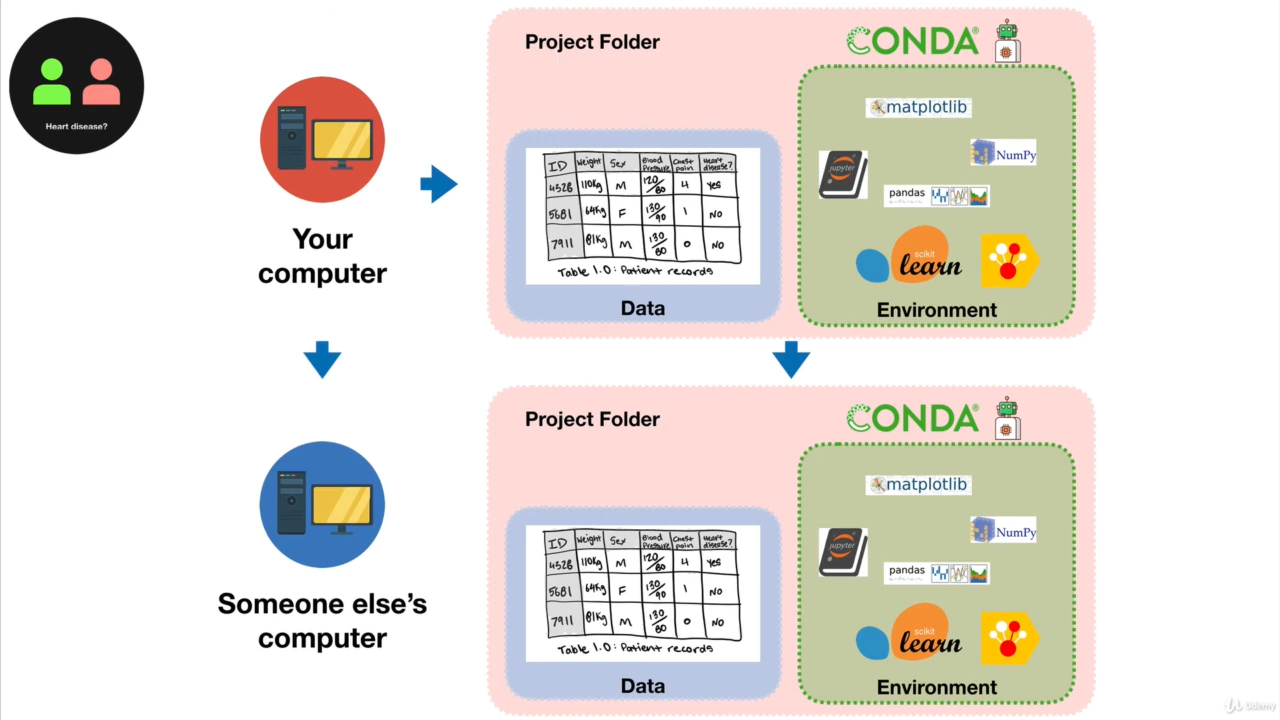 Heart disease?
Your
computer
Project Folder
CONDA®
ID Weight Sex Blood Pressure Chest pain Heart disease?
4528 110kg M 120/80 4 Yes
5681 64kg F 130/90 1 No
7911 81kg M 130/80 0 No
Table 1.0: Patient records
Data
matplotlib
NumPy
jupyter
pandas
scikit
learn
Environment
Someone else's
computer
Project Folder
CONDA®
ID Weight Sex Blood Pressure Chest pain Heart disease?
4528 110kg M 120/80 4 Yes
5681 64kg F 130/90 1 No
7911 81kg M 130/80 0 No
Table 1.0: Patient records
Data
matplotlib
NumPy
jupyter
pandas
scikit
learn
Environment
Udemy